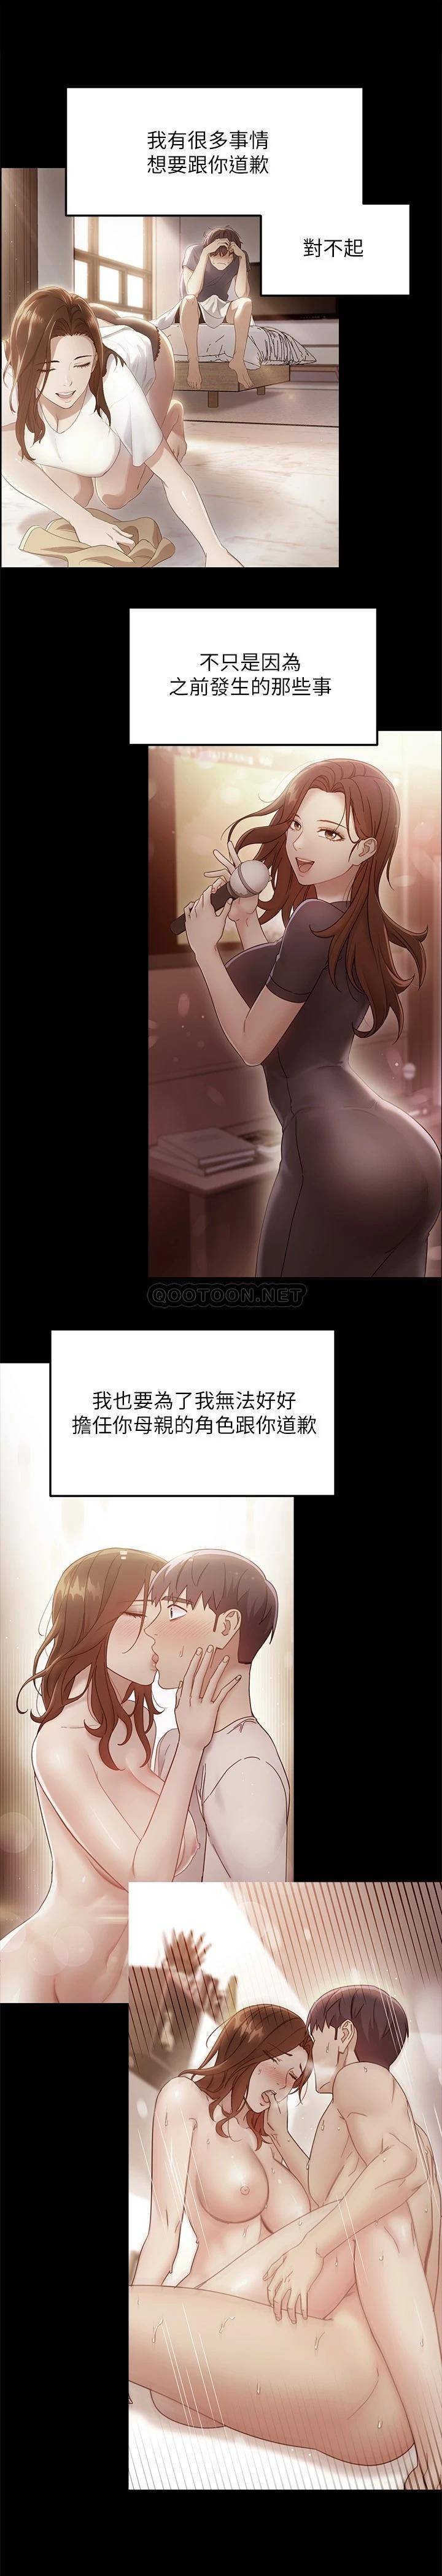 我有很多事情
想要跟你道歉
對不起
不只是因為
之前發生的那些事
QOOTOON.NET
我也要為了我無法好好
擔任你母親的角色跟你道歉